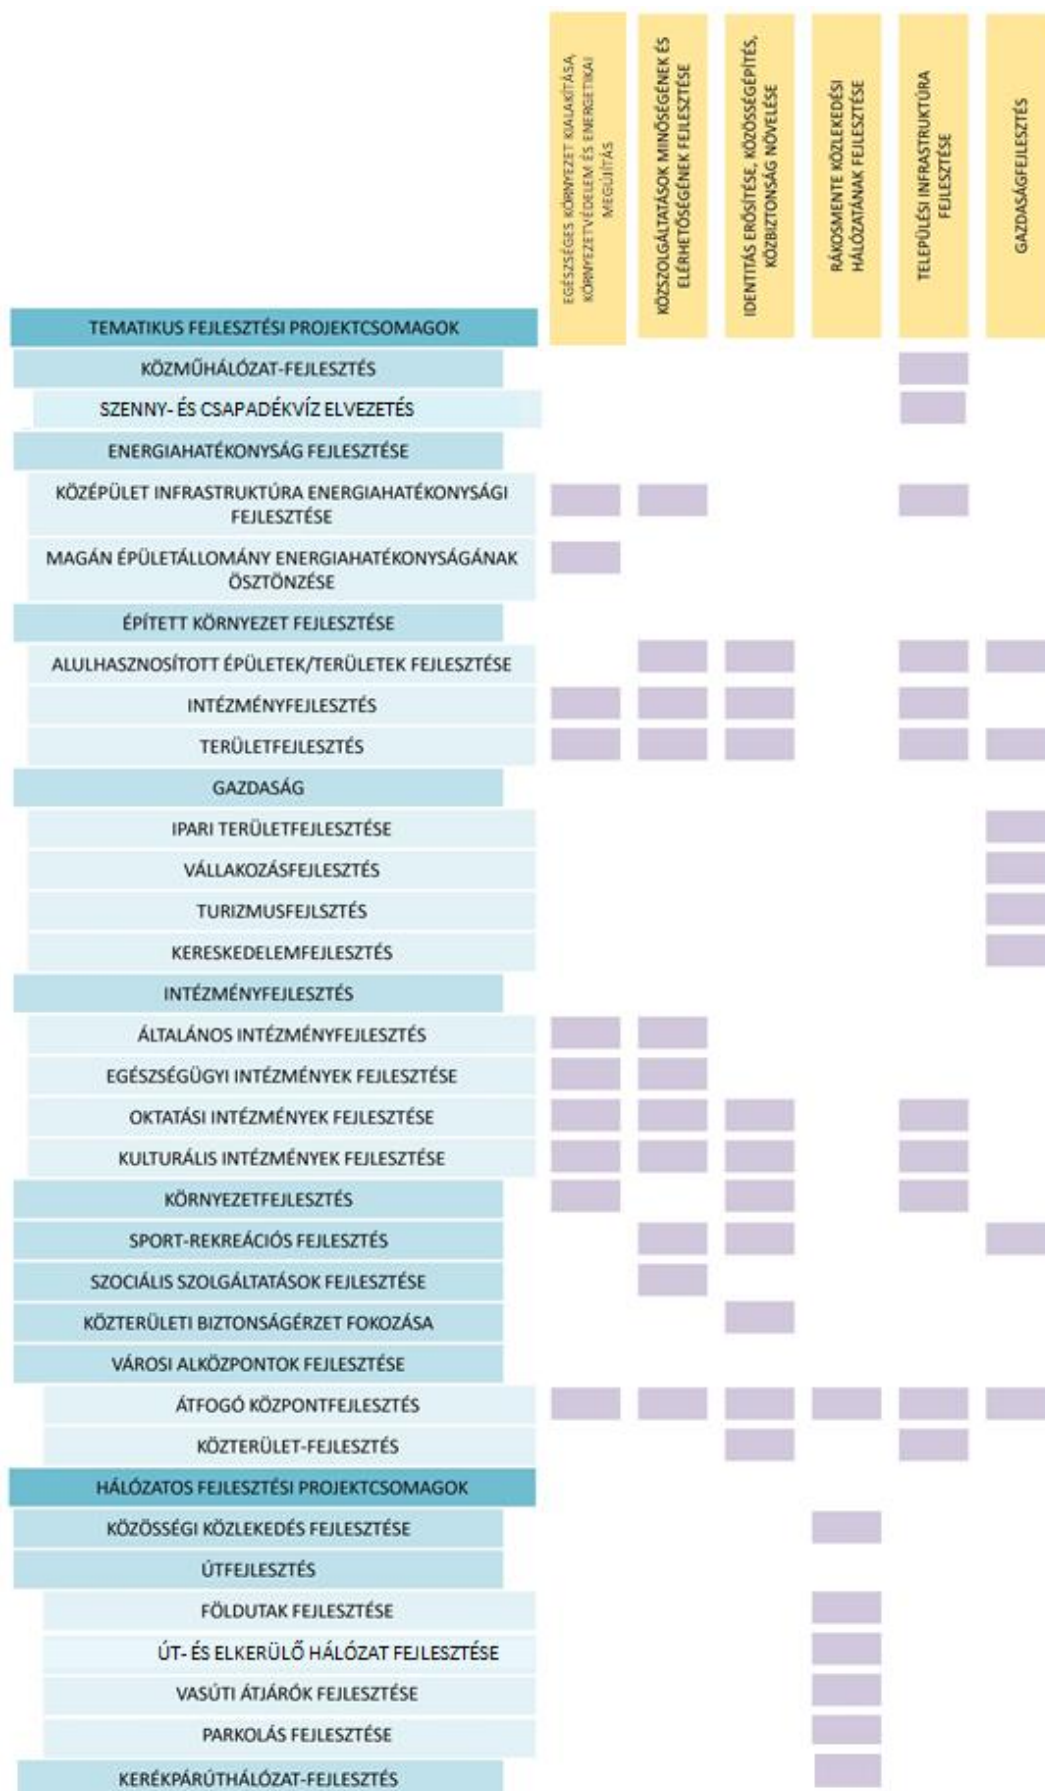 EGÉSZSÉGES KÖRNYEZET KIALAKÍTÁSA,
KÖRNYEZETVÉDELEM ÉS ENERGETIKAI
MEGÚJÍTÁS
KÖZSZOLGÁLTATÁSOK MINŐSÉGÉNEK ÉS
ELÉRHETŐSÉGÉNEK FEJLESZTÉSE
IDENTITÁS ERŐSÍTÉSE, KÖZÖSSÉGÉPÍTÉS,
KÖZBIZTONSÁG NÖVELÉSE
RÁKOSMENTE KÖZLEKEDÉSI
HÁLÓZATÁNAK FEJLESZTÉSE
TELEPÜLÉSI INFRASTRUKTÚRA
FEJLESZTÉSE
GAZDASÁGFEJLESZTÉS
TEMATIKUS FEJLESZTÉSI PROJEKTCSOMAGOK
KÖZMŰHÁLÓZAT-FEJLESZTÉS
SZENNY- ÉS CSAPADÉKVÍZ ELVEZETÉS
ENERGIAHATÉKONYSÁG FEJLESZTÉSE
KÖZÉPÜLET INFRASTRUKTÚRA ENERGIAHATÉKONYSÁGI
FEJLESZTÉSE
MAGÁN ÉPÜLETÁLLOMÁNY ENERGIAHATÉKONYSÁGÁNAK
ÖSZTÖNZÉSE
ÉPÍTETT KÖRNYEZET FEJLESZTÉSE
ALULHASZNOSÍTOTT ÉPÜLETEK/TERÜLETEK FEJLESZTÉSE
INTÉZMÉNYFEJLESZTÉS
TERÜLETFEJLESZTÉS
GAZDASÁG
IPARI TERÜLETFEJLESZTÉSE
VÁLLAKOZÁSFEJLESZTÉS
TURIZMUSFEJLSZTÉS
KERESKEDELEMFEJLESZTÉS
INTÉZMÉNYFEJLESZTÉS
ÁLTALÁNOS INTÉZMÉNYFEJLESZTÉS
EGÉSZSÉGÜGYI INTÉZMÉNYEK FEJLESZTÉSE
OKTATÁSI INTÉZMÉNYEK FEJLESZTÉSE
KULTURÁLIS INTÉZMÉNYEK FEJLESZTÉSE
KÖRNYEZETFEJLESZTÉS
SPORT-REKREÁCIÓS FEJLESZTÉS
SZOCIÁLIS SZOLGÁLTATÁSOK FEJLESZTÉSE
KÖZTERÜLETI BIZTONSÁGÉRZET FOKOZÁSA
VÁROSI ALKÖZPONTOK FEJLESZTÉSE
ÁTFOGÓ KÖZPONTFEJLESZTÉS
KÖZTERÜLET-FEJLESZTÉS
HÁLÓZATOS FEJLESZTÉSI PROJEKTCSOMAGOK
KÖZÖSSÉGI KÖZLEKEDÉS FEJLESZTÉSE
ÚTFEJLESZTÉS
FÖLDUTAK FEJLESZTÉSE
ÚT- ÉS ELKERÜLŐ HÁLÓZAT FEJLESZTÉSE
VASÚTI ÁTJÁRÓK FEJLESZTÉSE
PARKOLÁS FEJLESZTÉSE
KERÉKPÁRÚTHÁLÓZAT-FEJLESZTÉS